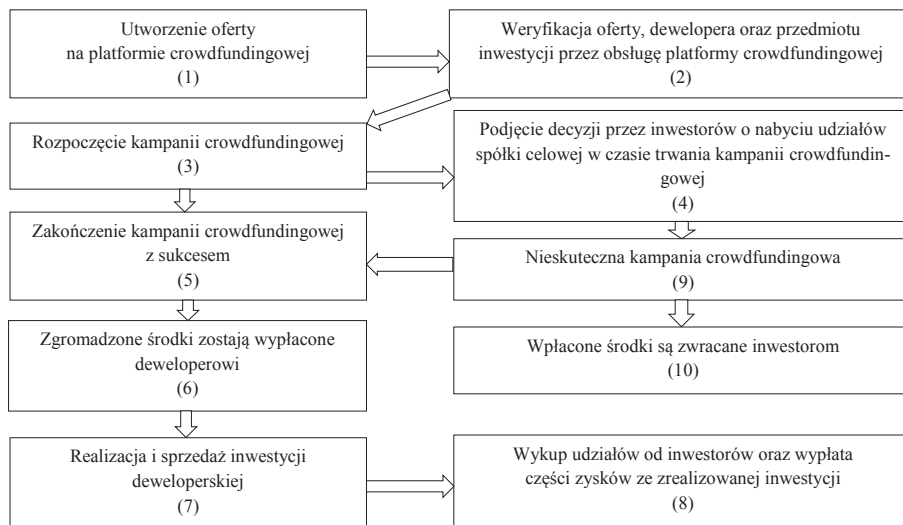 Utworzenie oferty
na platformie crowdfundingowej
(1)
Weryfikacja oferty, dewelopera oraz przedmiotu
inwestycji przez obsługę platformy crowdfundingowej
(2)
Rozpoczęcie kampanii crowdfundingowej
(3)
Podjęcie decyzji przez inwestorów o nabyciu udziałów
spółki celowej w czasie trwania kampanii crowdfundin-
gowej
(4)
Zakończenie kampanii crowdfundingowej
z sukcesem
(5)
Nieskuteczna kampania crowdfundingowa
(9)
Zgromadzone środki zostają wypłacone
deweloperowi
(6)
Wpłacone środki są zwracane inwestorom
(10)
Realizacja i sprzedaż inwestycji
deweloperskiej
(7)
Wykup udziałów od inwestorów oraz wypłata
części zysków ze zrealizowanej inwestycji
(8)